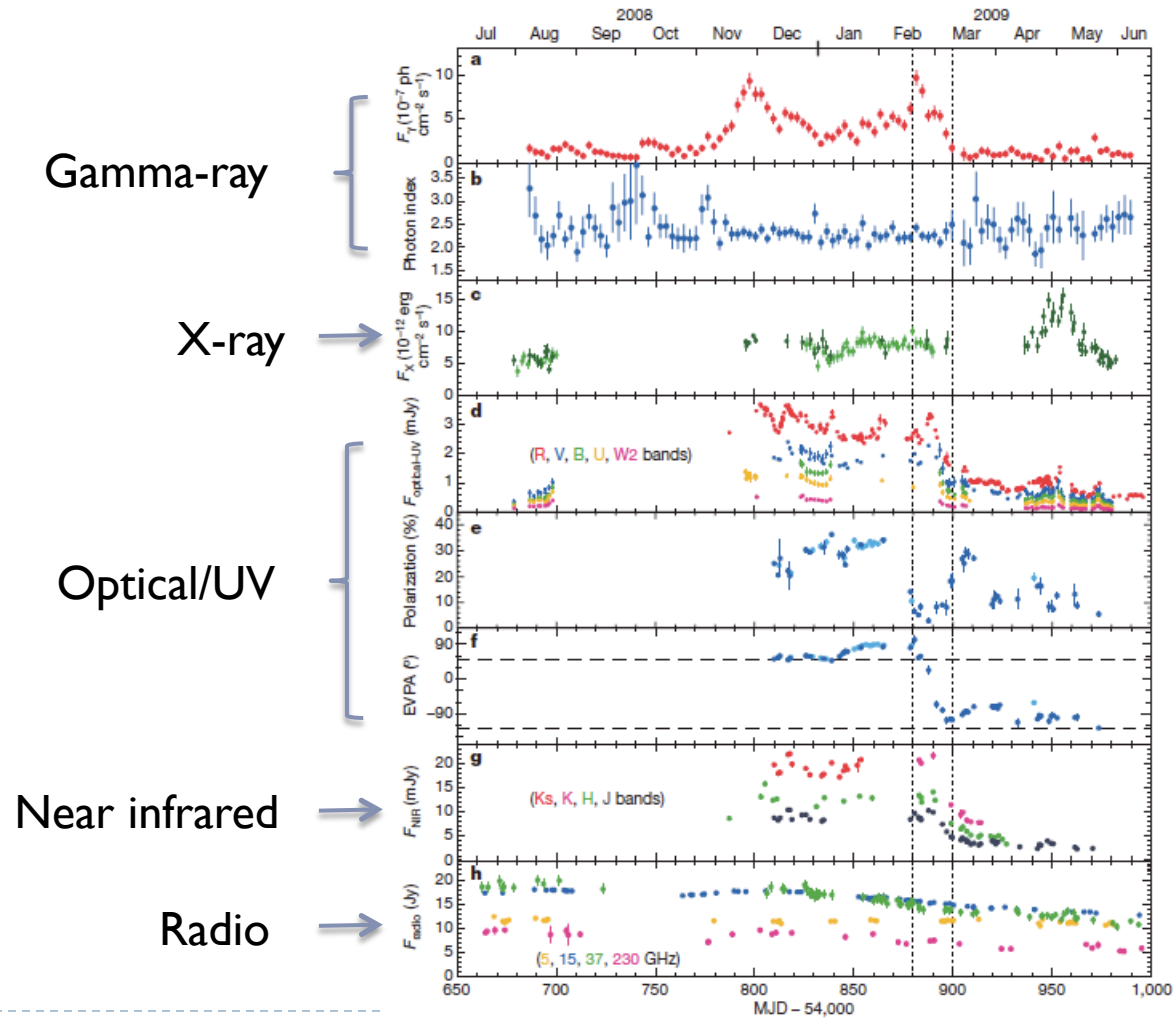 2008 2009
Jul Aug Sep Oct Nov Dec Jan Feb Mar Apr May Jun
Gamma-ray
a
Fγ (10⁻⁷ ph
cm⁻² s⁻¹)
10
5
0
b
Photon index
3.5
3.0
2.5
2.0
1.5
X-ray
c
FX (10⁻¹² erg
cm⁻² s⁻¹)
15
10
5
0
Optical/UV
d
Foptical-UV (mJy)
3
2
1
0
(R, V, B, U, W2 bands)
e
Polarization (%)
40
30
20
10
0
f
EVPA (°)
90
0
−90
Near infrared
g
FNIR (mJy)
20
15
10
5
0
(Ks, K, H, J bands)
Radio
h
Fradio (Jy)
20
15
10
5
0
(5, 15, 37, 230 GHz)
650 700 750 800 850 900 950 1,000
MJD − 54,000